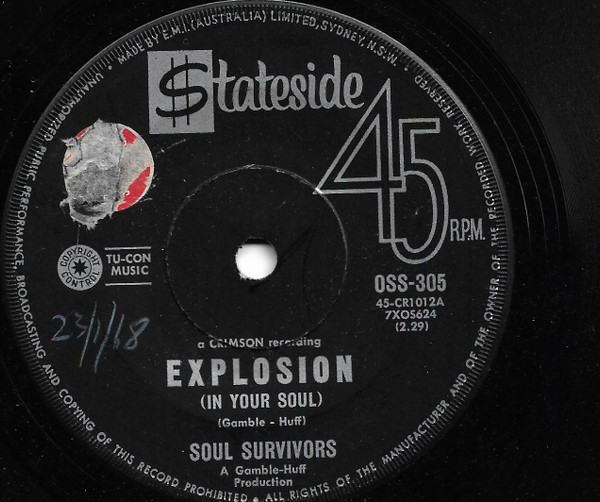 UNAUTHORISED PUBLIC PERFORMANCE, BROADCASTING AND COPYING OF THIS RECORD PROHIBITED • ALL RIGHTS OF THE MANUFACTURER AND OF THE OWNER OF THE RECORDED WORK RESERVED • MADE BY E.M.I. (AUSTRALIA) LIMITED, SYDNEY, N.S.W. •
$tateside
45
R.P.M.
COPYRIGHT CONTROL
TU-CON
MUSIC
OSS-305
45-CR1012A
7XOS624
(2.29)
23/1/68
a CRIMSON recording
EXPLOSION
(IN YOUR SOUL)
(Gamble - Huff)
SOUL SURVIVORS
A Gamble-Huff
Production